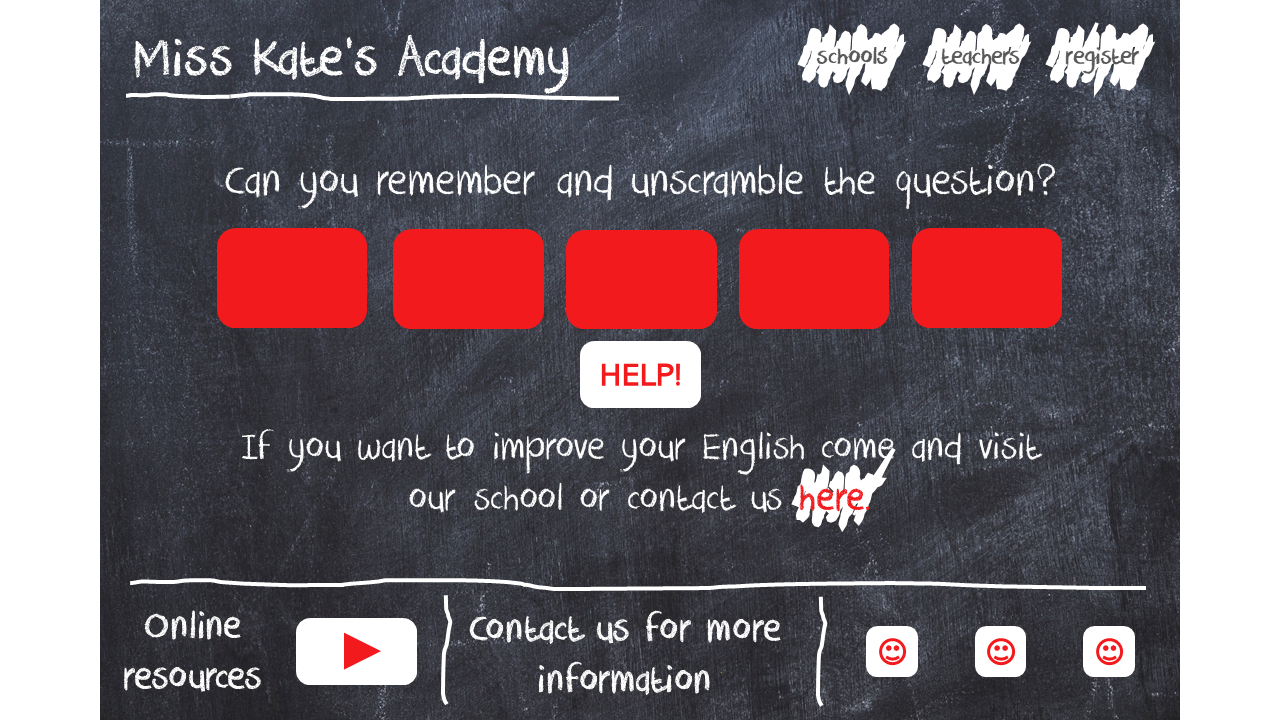 Miss Kate's Academy
schools
teachers
register
Can you remember and unscramble the question?
HELP!
If you want to improve your English come and visit
our school or contact us here.
Online
resources
Contact us for more
information